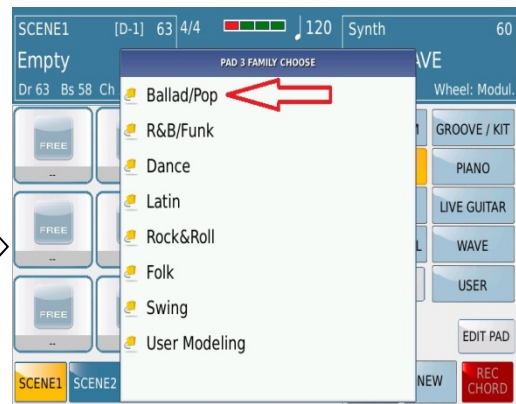 SCENE1 [D-1] 63 4/4 120 Synth 60
Empty VE
Dr 63 Bs 58 Ch Wheel: Modul.
PAD 3 FAMILY CHOOSE
Ballad/Pop
R&B/Funk
Dance
Latin
Rock&Roll
Folk
Swing
User Modeling
FREE
--
FREE
--
FREE
--
GROOVE / KIT
PIANO
LIVE GUITAR
L WAVE
USER
EDIT PAD
SCENE1 SCENE2 NEW REC
CHORD